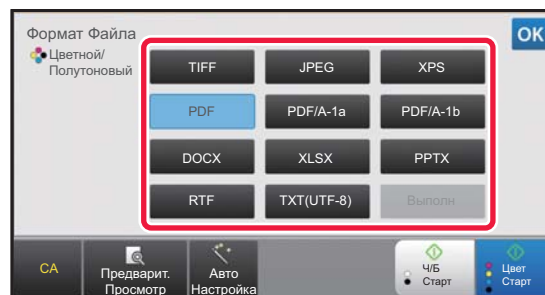 Формат Файла
OK
Цветной/
Полутоновый
TIFF JPEG XPS
PDF PDF/A-1a PDF/A-1b
DOCX XLSX PPTX
RTF TXT(UTF-8) Выполн
CA
Предварит.
Просмотр
Авто
Настройка
Ч/Б
Старт
Цвет
Старт